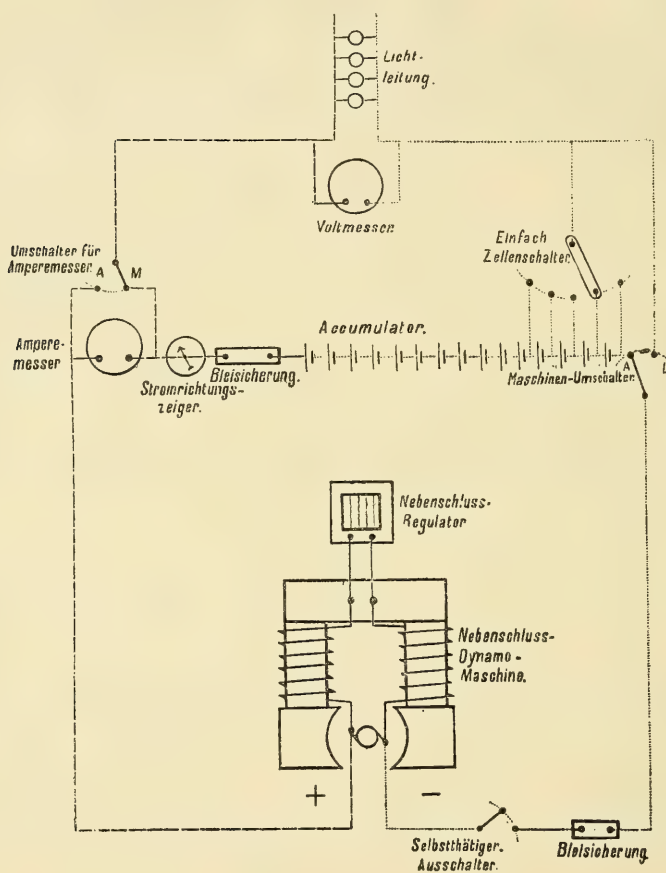 Licht-
leitung.
Voltmesser.
Umschalter für
Amperemesser.
A
M
Einfach
Zellenschalter.
Ampere-
messer
Accumulator.
Bleisicherung.
Stromrichtungs-
zeiger.
Maschinen-Umschalter.
A
L
Nebenschluss-
Regulator
Nebenschluss-
Dynamo-
Maschine.
+
-
Selbstthätiger-
Ausschalter.
Bleisicherung